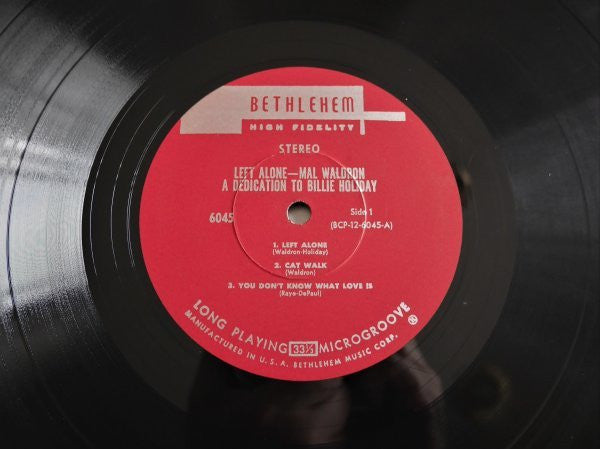 BETHLEHEM
HIGH FIDELITY
STEREO
LEFT ALONE—MAL WALDRON
A DEDICATION TO BILLIE HOLIDAY
6045
Side 1
(BCP-12-6045-A)
1. LEFT ALONE
(Waldron-Holiday)
2. CAT WALK
(Waldron)
3. YOU DON'T KNOW WHAT LOVE IS
(Raye-DePaul)
LONG PLAYING 33⅓ MICROGROOVE
MANUFACTURED IN U.S.A. BETHLEHEM MUSIC CORP.